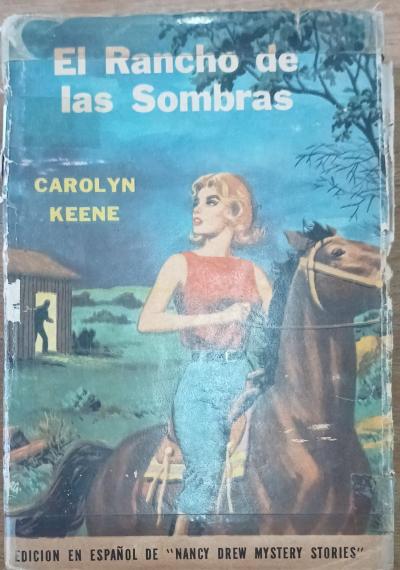 El Rancho de
las Sombras
CAROLYN
KEENE
EDICION EN ESPAÑOL DE "NANCY DREW MYSTERY STORIES"